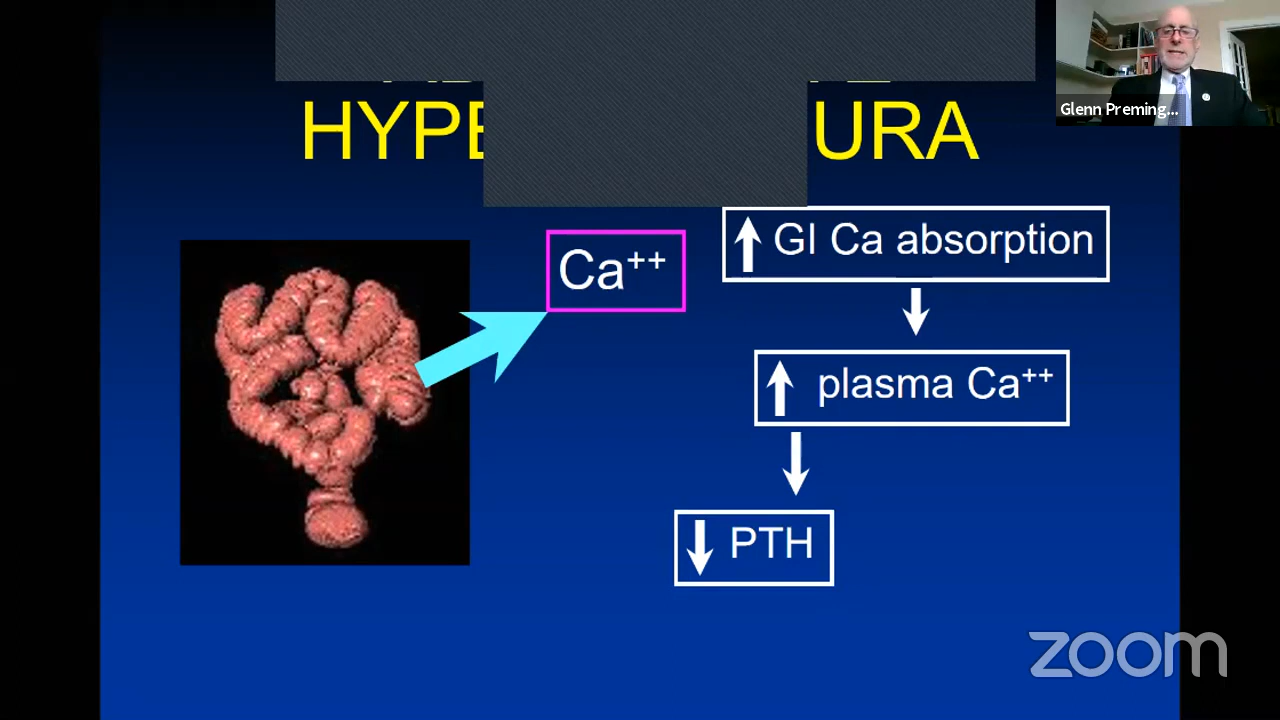 HYPE URA
Ca++
GI Ca absorption
plasma Ca++
PTH
Glenn Preming...
zoom